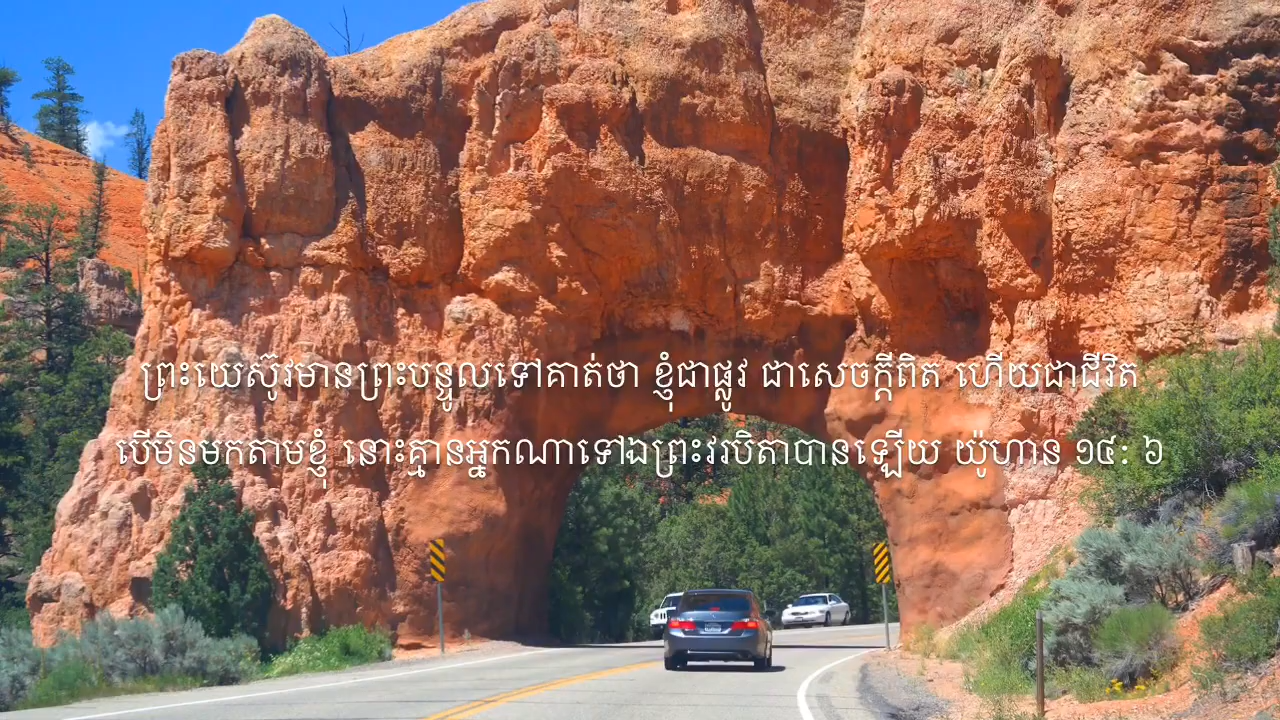 ព្រះយេស៊ូវមានព្រះបន្ទូលទៅគាត់ថា ខ្ញុំជាផ្លូវ ជាសេចក្ដីពិត ហើយជាជីវិត
បើមិនមកតាមខ្ញុំ នោះគ្មានអ្នកណាទៅឯព្រះវរបិតាបានឡើយ យ៉ូហាន ១៤: ៦